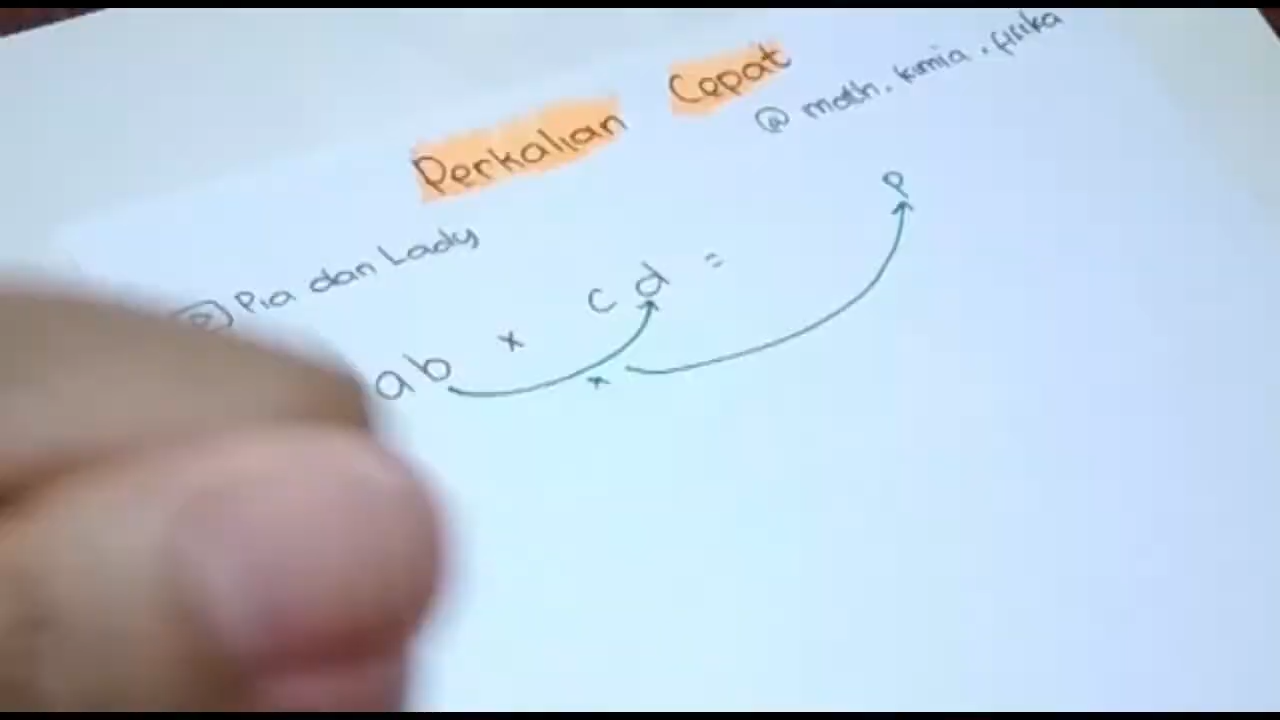 Perkalian Cepat
@ math.kimia.fisika
Pia dan Lady
ab × cd =
×
P